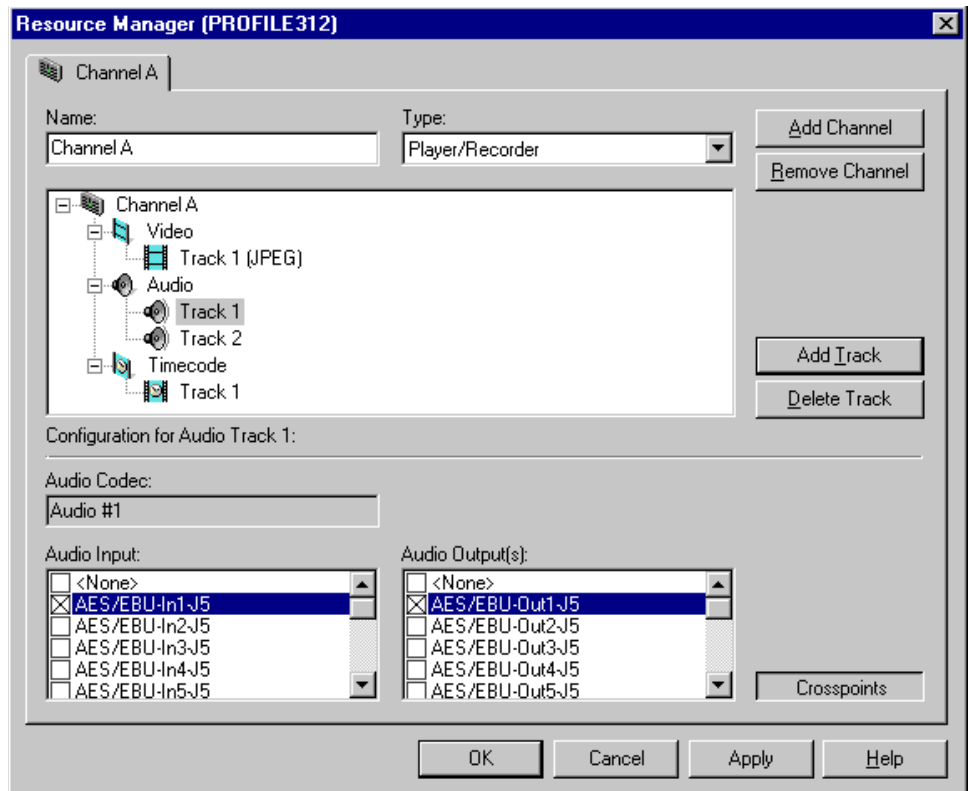 Resource Manager (PROFILE312)
Channel A
Name:
Type:
Channel A
Player/Recorder
Add Channel
Remove Channel
Channel A
Video
Track 1 (JPEG)
Audio
Track 1
Track 2
Timecode
Track 1
Add Track
Delete Track
Configuration for Audio Track 1:
Audio Codec:
Audio #1
Audio Input:
<None>
AES/EBU-In1-J5
AES/EBU-In2-J5
AES/EBU-In3-J5
AES/EBU-In4-J5
AES/EBU-In5-J5
Audio Output(s):
<None>
AES/EBU-Out1-J5
AES/EBU-Out2-J5
AES/EBU-Out3-J5
AES/EBU-Out4-J5
AES/EBU-Out5-J5
Crosspoints
OK
Cancel
Apply
Help